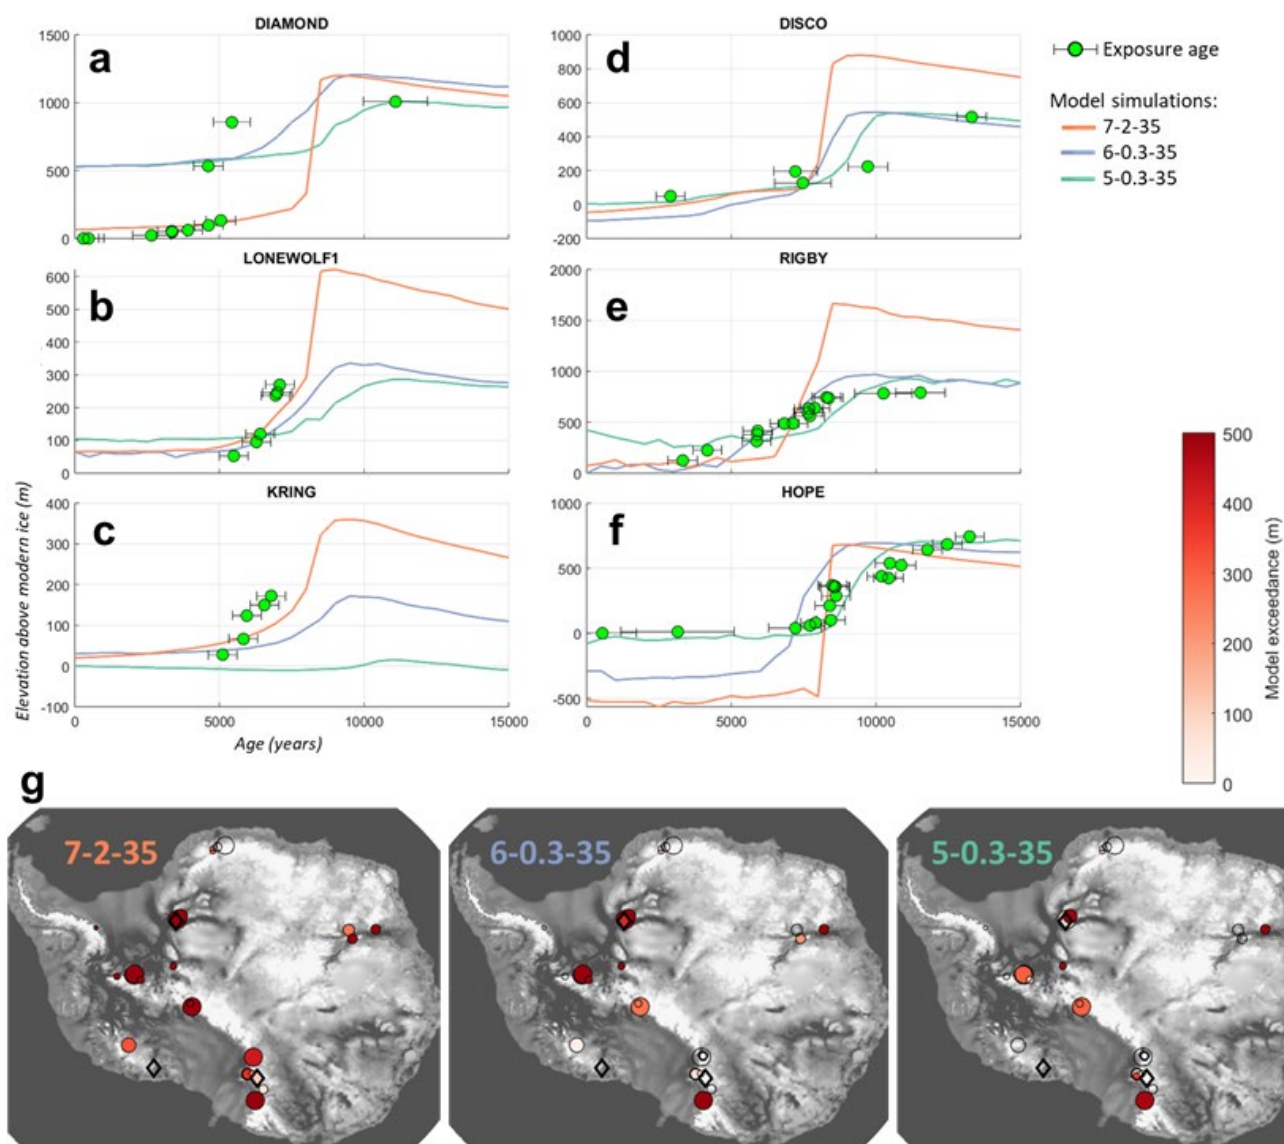 DIAMOND
a
1500
1000
500
0
DISCO
d
1000
800
600
400
200
0
-200
Exposure age
Model simulations:
7-2-35
6-0.3-35
5-0.3-35
LONEWOLF1
b
600
500
400
300
200
100
0
RIGBY
e
2000
1500
1000
500
0
KRING
c
400
300
200
100
0
-100
0
5000
10000
15000
HOPE
f
1000
500
0
-500
0
5000
10000
15000
Elevation above modern ice (m)
Age (years)
500
400
300
200
100
0
Model exceedance (m)
g
7-2-35
6-0.3-35
5-0.3-35